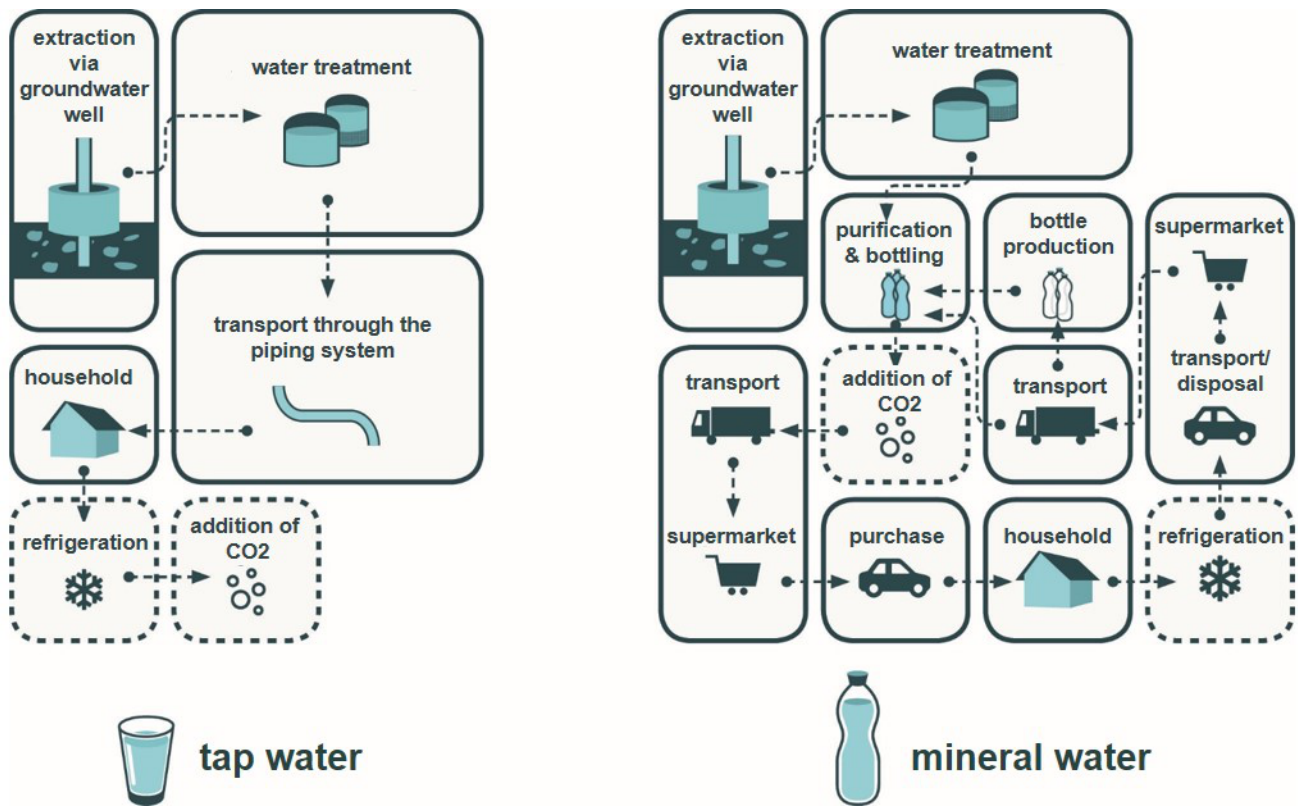 extraction
via
groundwater
well
water treatment
transport through the
piping system
household
refrigeration
addition of
CO2
tap water
extraction
via
groundwater
well
water treatment
purification
& bottling
bottle
production
supermarket
transport
addition of
CO2
transport
transport/
disposal
supermarket
purchase
household
refrigeration
mineral water